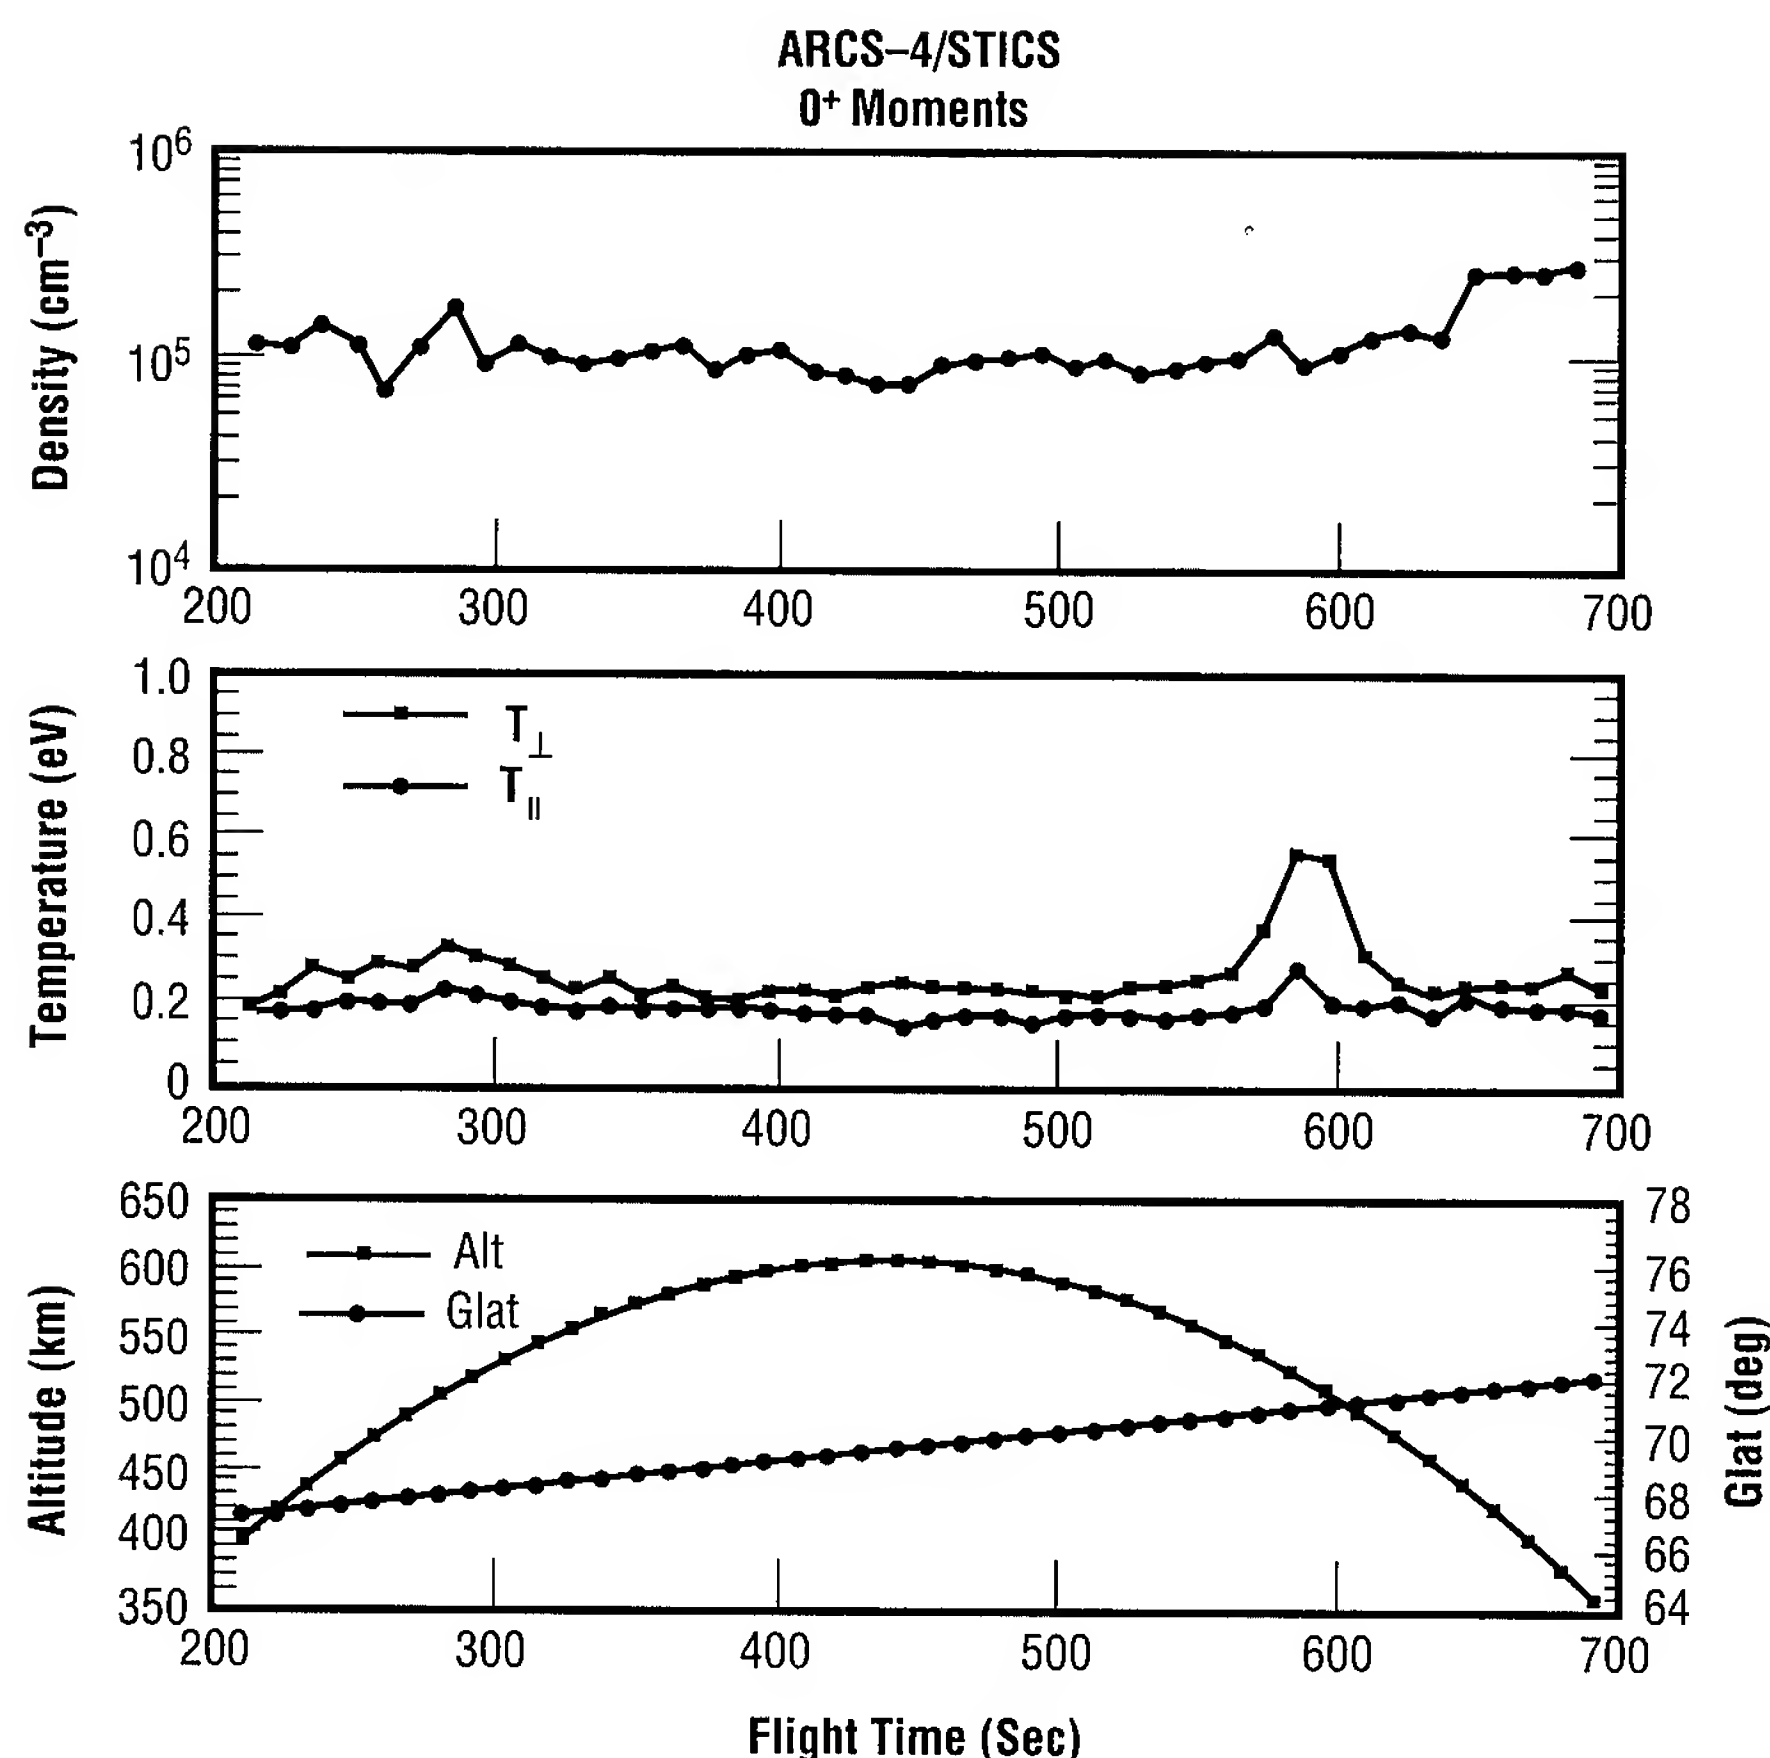 ARCS–4/STICS
0⁺ Moments
10⁶
10⁵
10⁴
Density (cm⁻³)
200 300 400 500 600 700
1.0
0.8
0.6
0.4
0.2
0
Temperature (eV)
T⊥
T||
200 300 400 500 600 700
650
600
550
500
450
400
350
Altitude (km)
Alt
Glat
78
76
74
72
70
68
66
64
Glat (deg)
200 300 400 500 600 700
Flight Time (Sec)